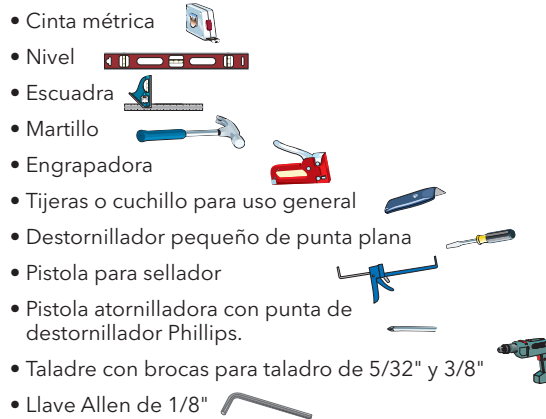 • Cinta métrica
• Nivel
• Escuadra
• Martillo
• Engrapadora
• Tijeras o cuchillo para uso general
• Destornillador pequeño de punta plana
• Pistola para sellador
• Pistola atornilladora con punta de
destornillador Phillips.
• Taladre con brocas para taladro de 5/32" y 3/8"
• Llave Allen de 1/8"